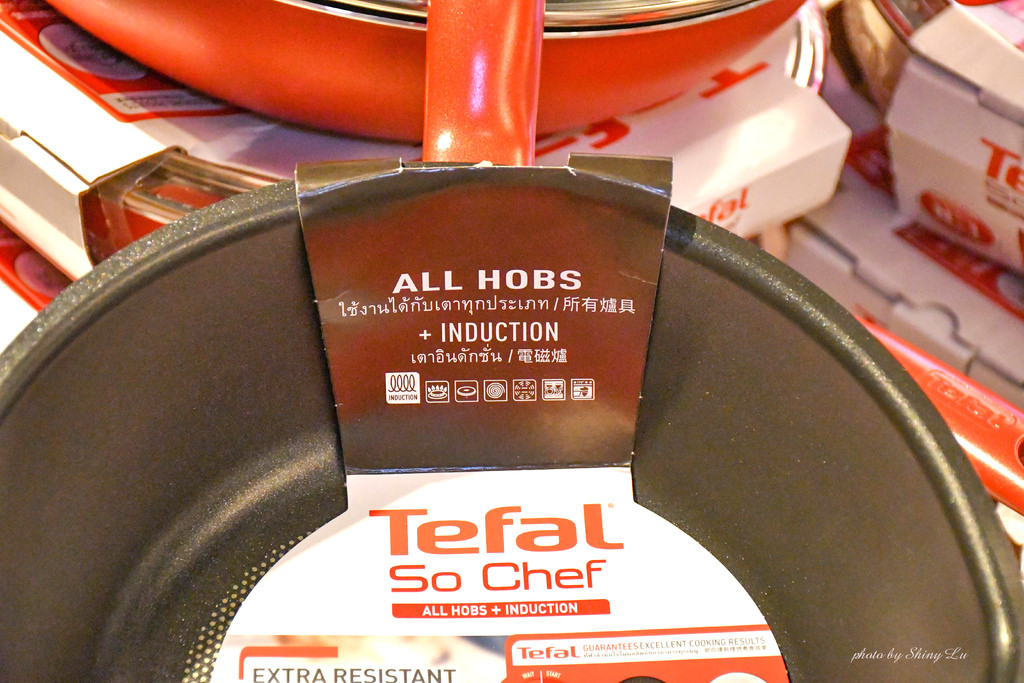 ALL HOBS
ใช้งานได้กับเตาทุกประเภท / 所有爐具
+ INDUCTION
เตาอินดักชั่น / 電磁爐
INDUCTION
Tefal
So Chef
ALL HOBS + INDUCTION
Tefal GUARANTEES EXCELLENT COOKING RESULTS
WAIT START
EXTRA RESISTANT
photo by Shiny Lu